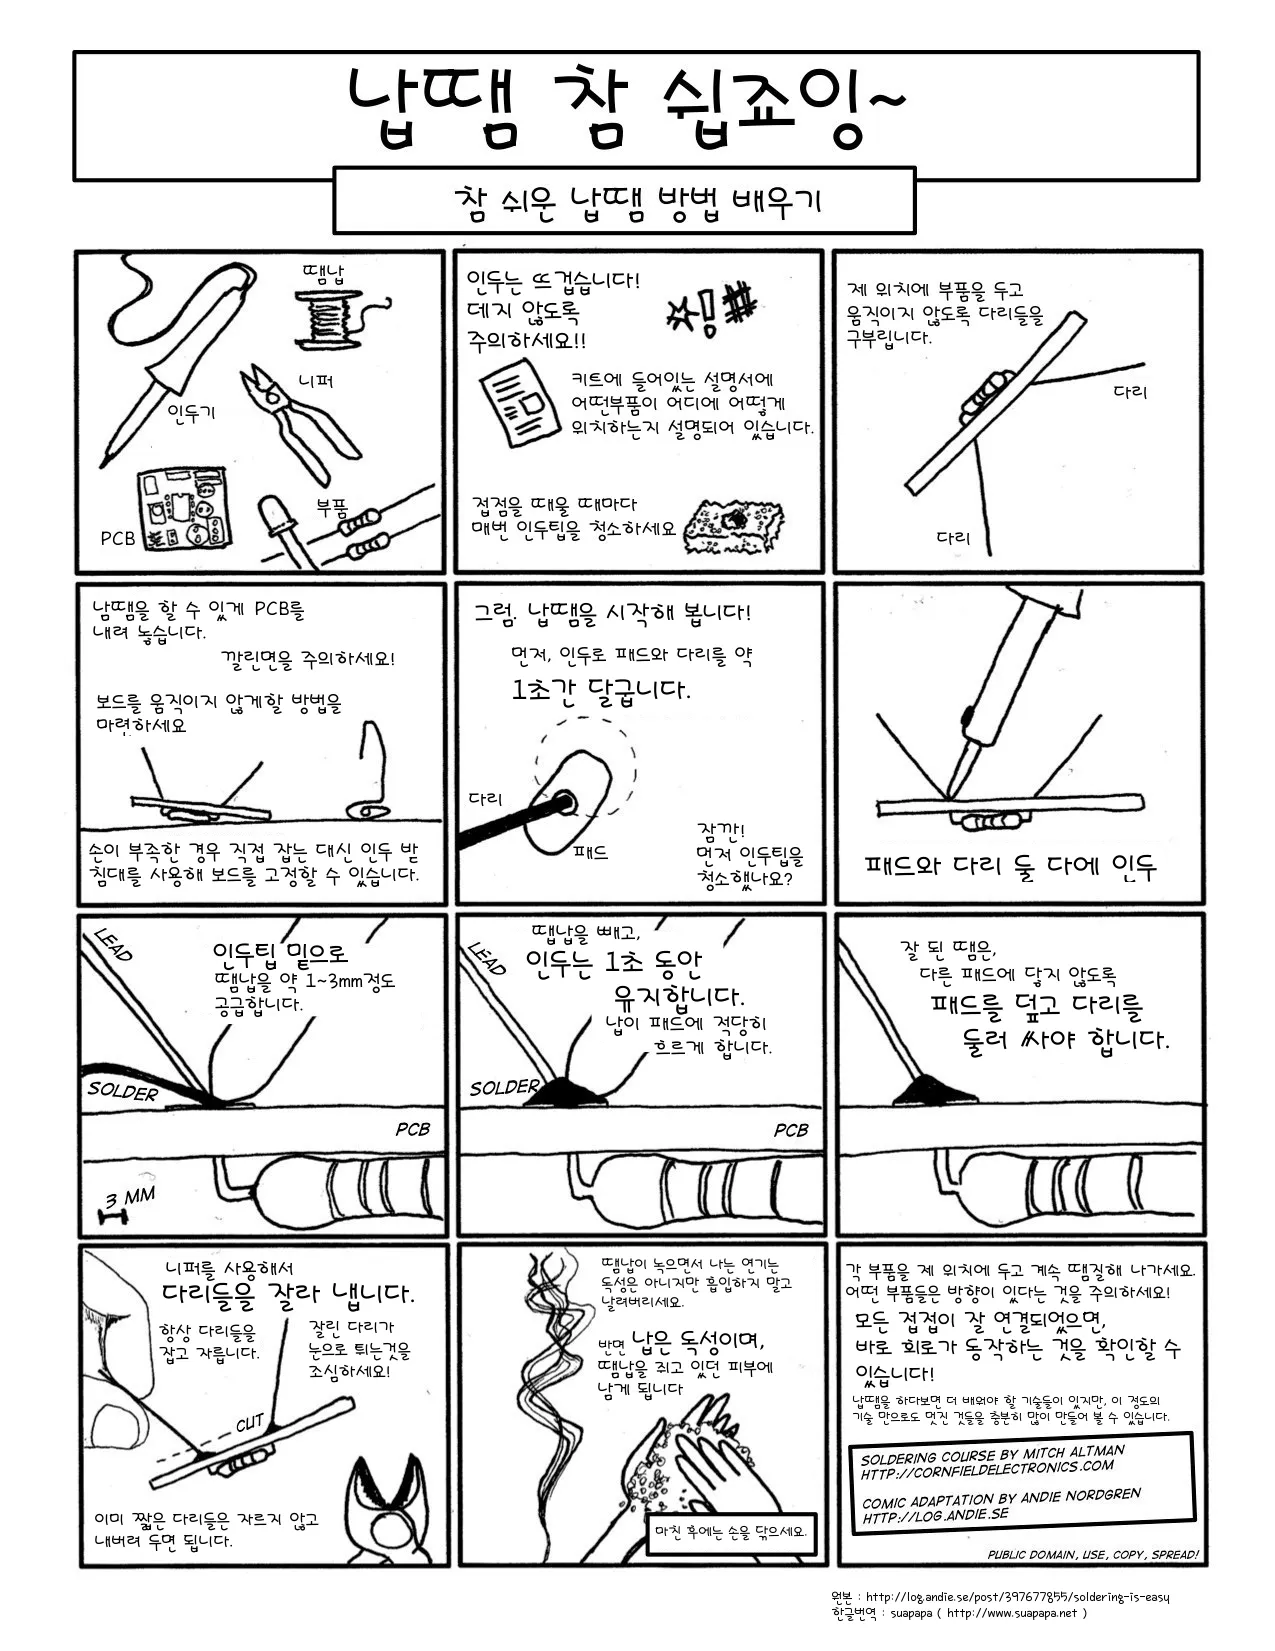 납땜 참 쉽죠잉~
참 쉬운 납땜 방법 배우기
땜납
니퍼
인두기
부품
PCB
인두는 뜨겁습니다!
데지 않도록
주의하세요!!
키트에 들어있는 설명서에
어떤부품이 어디에 어떻게
위치하는지 설명되어 있습니다.
접점을 때울 때마다
매번 인두팁을 청소하세요
제 위치에 부품을 두고
움직이지 않도록 다리들을
구부립니다.
다리
다리
납땜을 할 수 있게 PCB를
내려 놓습니다.
깔린면을 주의하세요!
보드를 움직이지 않게할 방법을
마련하세요
손이 부족한 경우 직접 잡는 대신 인두 받
침대를 사용해 보드를 고정할 수 있습니다.
그럼. 납땜을 시작해 봅니다!
먼저, 인두로 패드와 다리를 약
1초간 달굽니다.
다리
패드
잠깐!
먼저 인두팁을
청소했나요?
패드와 다리 둘 다에 인두
LEAD
인두팁 밑으로
땜납을 약 1~3mm정도
공급합니다.
SOLDER
PCB
3 MM
땝납을 빼고,
LEAD
인두는 1초 동안
유지합니다.
납이 패드에 적당히
흐르게 합니다.
SOLDER
PCB
잘 된 땜은,
다른 패드에 닿지 않도록
패드를 덮고 다리를
둘러 싸야 합니다.
니퍼를 사용해서
다리들을 잘라 냅니다.
항상 다리들을
잡고 자릅니다.
잘린 다리가
눈으로 튀는것을
조심하세요!
CUT
이미 짧은 다리들은 자르지 않고
내버려 두면 됩니다.
땜납이 녹으면서 나는 연기는
독성은 아니지만 흡입하지 말고
날려버리세요.
반면 납은 독성이며,
땜납을 쥐고 있던 피부에
남게 됩니다
마친 후에는 손을 닦으세요.
각 부품을 제 위치에 두고 계속 땜질해 나가세요.
어떤 부품들은 방향이 있다는 것을 주의하세요!
모든 접접이 잘 연결되었으면,
바로 회로가 동작하는 것을 확인할 수
있습니다!
납땜을 하다보면 더 배워야 할 기술들이 있지만, 이 정도의
기술 만으로도 멋진 것들을 충분히 많이 만들어 볼 수 있습니다.
SOLDERING COURSE BY MITCH ALTMAN
HTTP://CORNFIELDELECTRONICS.COM
COMIC ADAPTATION BY ANDIE NORDGREN
HTTP://LOG.ANDIE.SE
PUBLIC DOMAIN, USE, COPY, SPREAD!
원본 : http://log.andie.se/post/397677855/soldering-is-easy
한글번역 : suapapa ( http://www.suapapa.net )